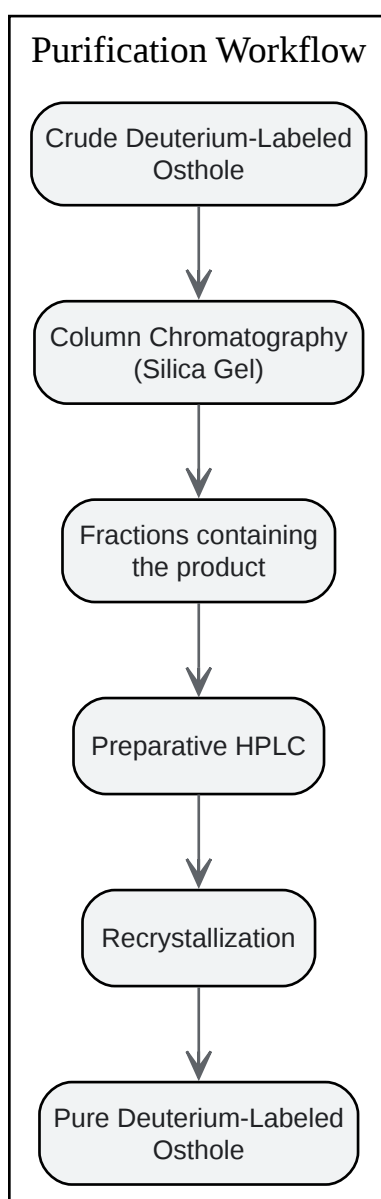 Purification Workflow
Crude Deuterium-Labeled
Osthole
Column Chromatography
(Silica Gel)
Fractions containing
the product
Preparative HPLC
Recrystallization
Pure Deuterium-Labeled
Osthole